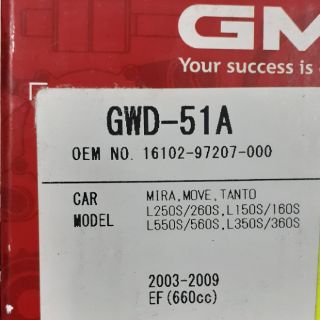 GM
Your success is
GWD-51A
OEM NO. 16102-97207-000
CAR MIRA, MOVE, TANTO
MODEL L250S/260S, L150S/160S
L550S/560S, L350S/360S
2003-2009
EF(660cc)